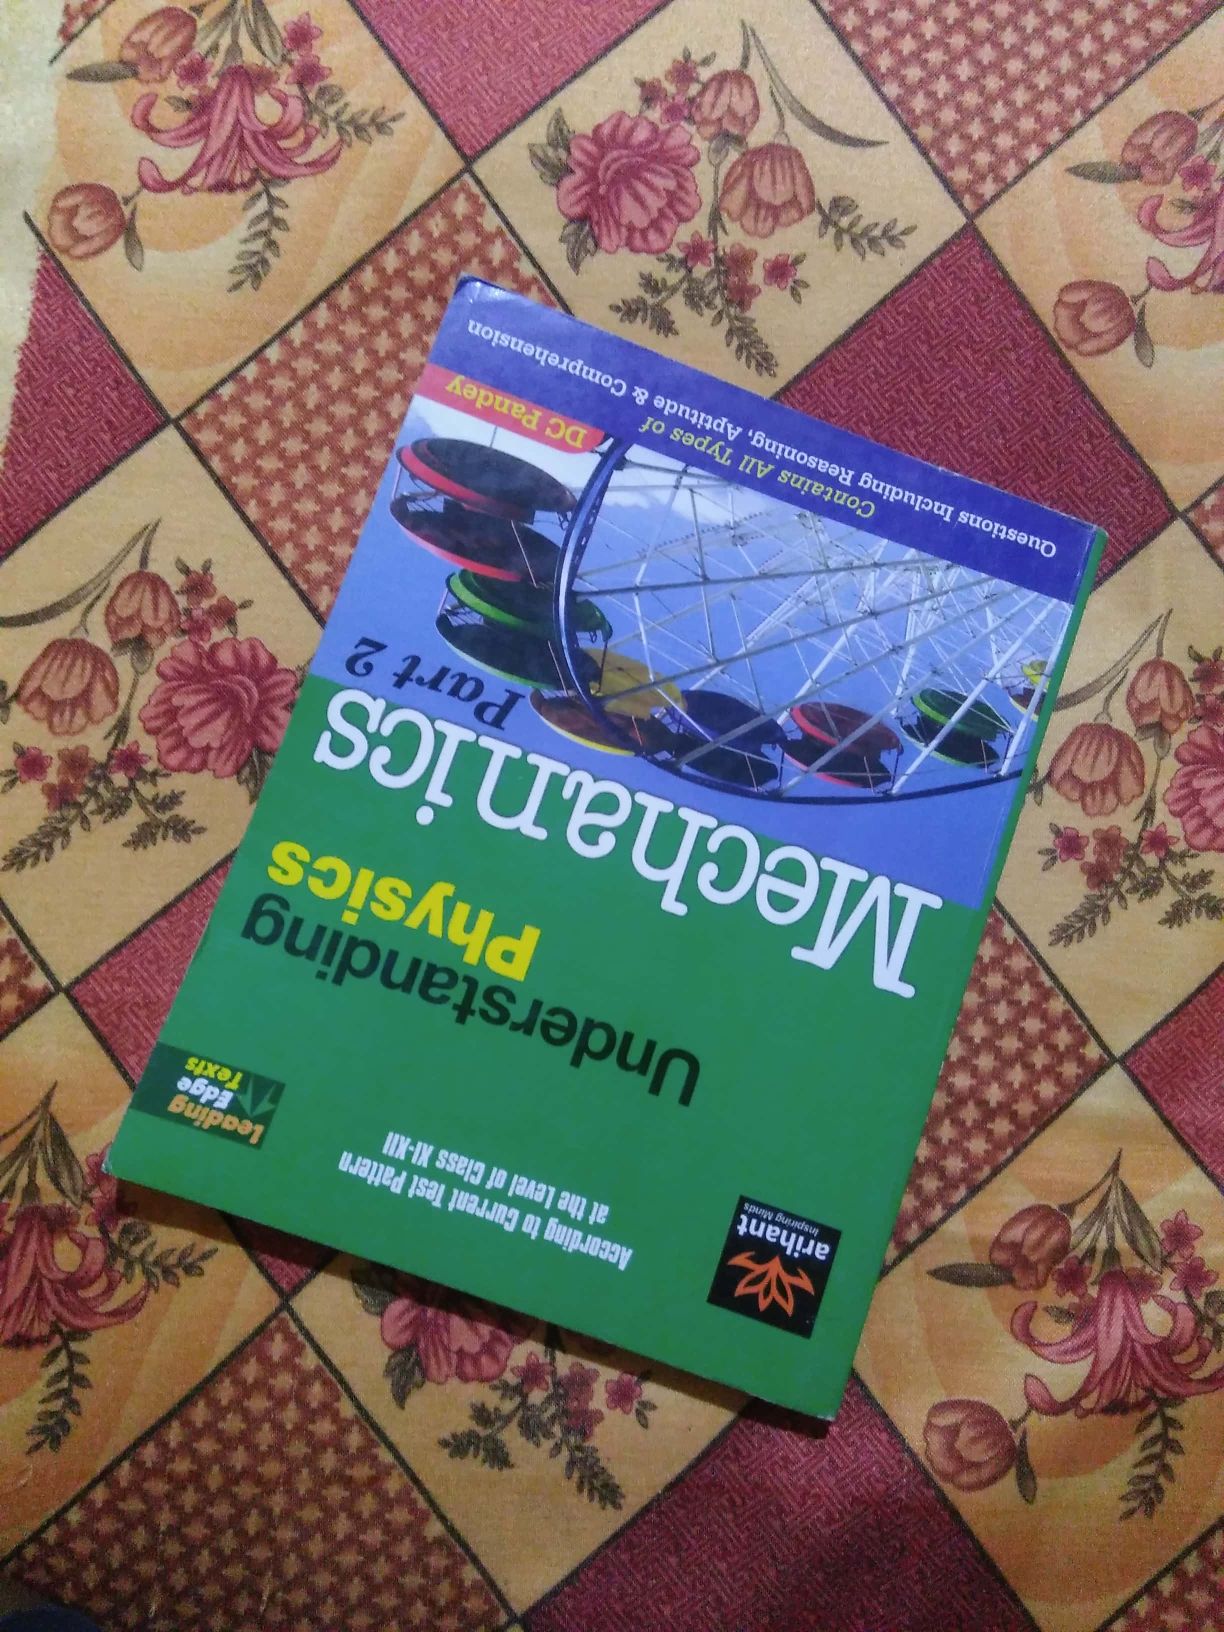 arihant
Inspiring Minds
According to Current Test Pattern
at the Level of Class XI-XII
Leading
Edge
Texts
Understanding
Physics
Mechanics
Part 2
DC Pandey
Contains All Types of
Questions Including Reasoning, Aptitude & Comprehension